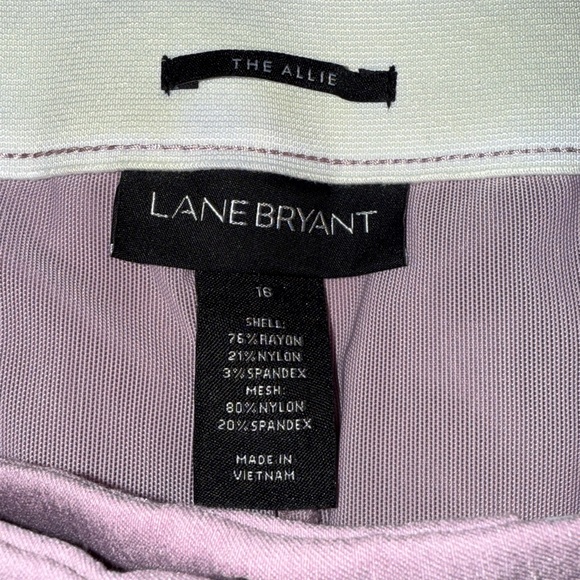 THE ALLIE
LANE BRYANT
16
SHELL:
76%RAYON
21%NYLON
3%SPANDEX
MESH:
80%NYLON
20%SPANDEX
MADE IN
VIETNAM